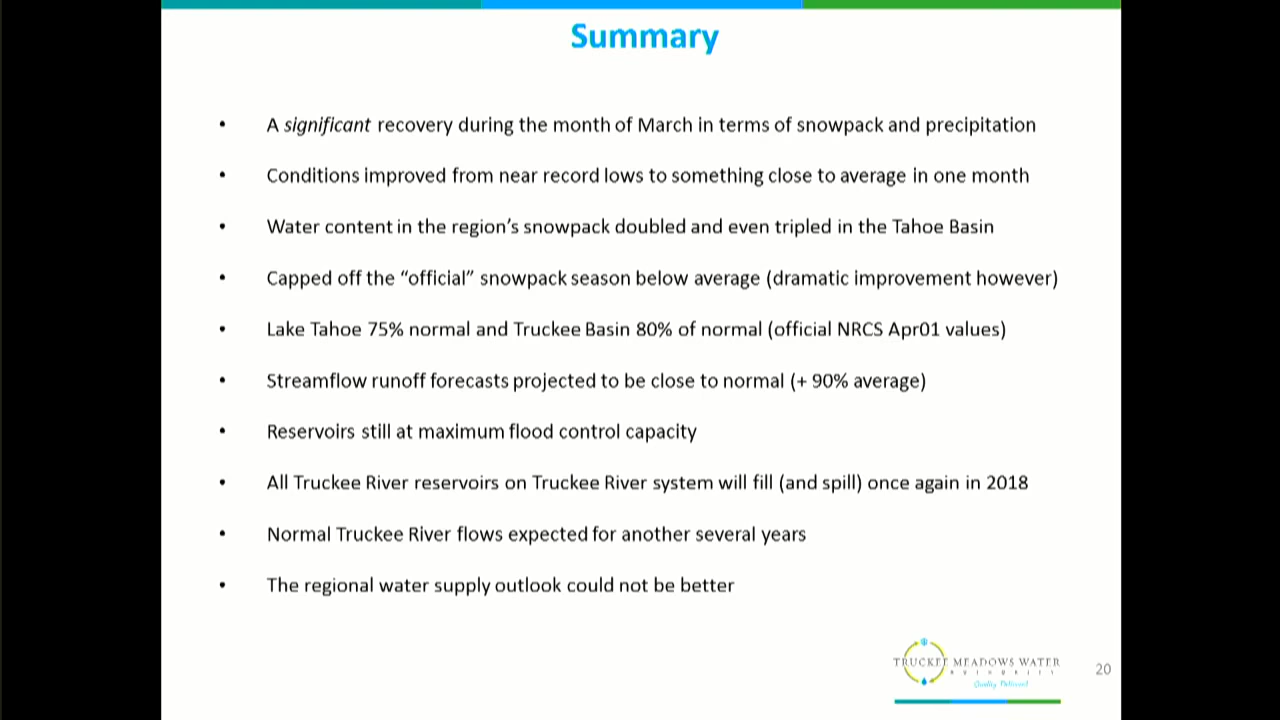 Summary
• A significant recovery during the month of March in terms of snowpack and precipitation
• Conditions improved from near record lows to something close to average in one month
• Water content in the region’s snowpack doubled and even tripled in the Tahoe Basin
• Capped off the “official” snowpack season below average (dramatic improvement however)
• Lake Tahoe 75% normal and Truckee Basin 80% of normal (official NRCS Apr01 values)
• Streamflow runoff forecasts projected to be close to normal (+ 90% average)
• Reservoirs still at maximum flood control capacity
• All Truckee River reservoirs on Truckee River system will fill (and spill) once again in 2018
• Normal Truckee River flows expected for another several years
• The regional water supply outlook could not be better
TRUCKEE MEADOWS WATER
Quality. Delivered.
20